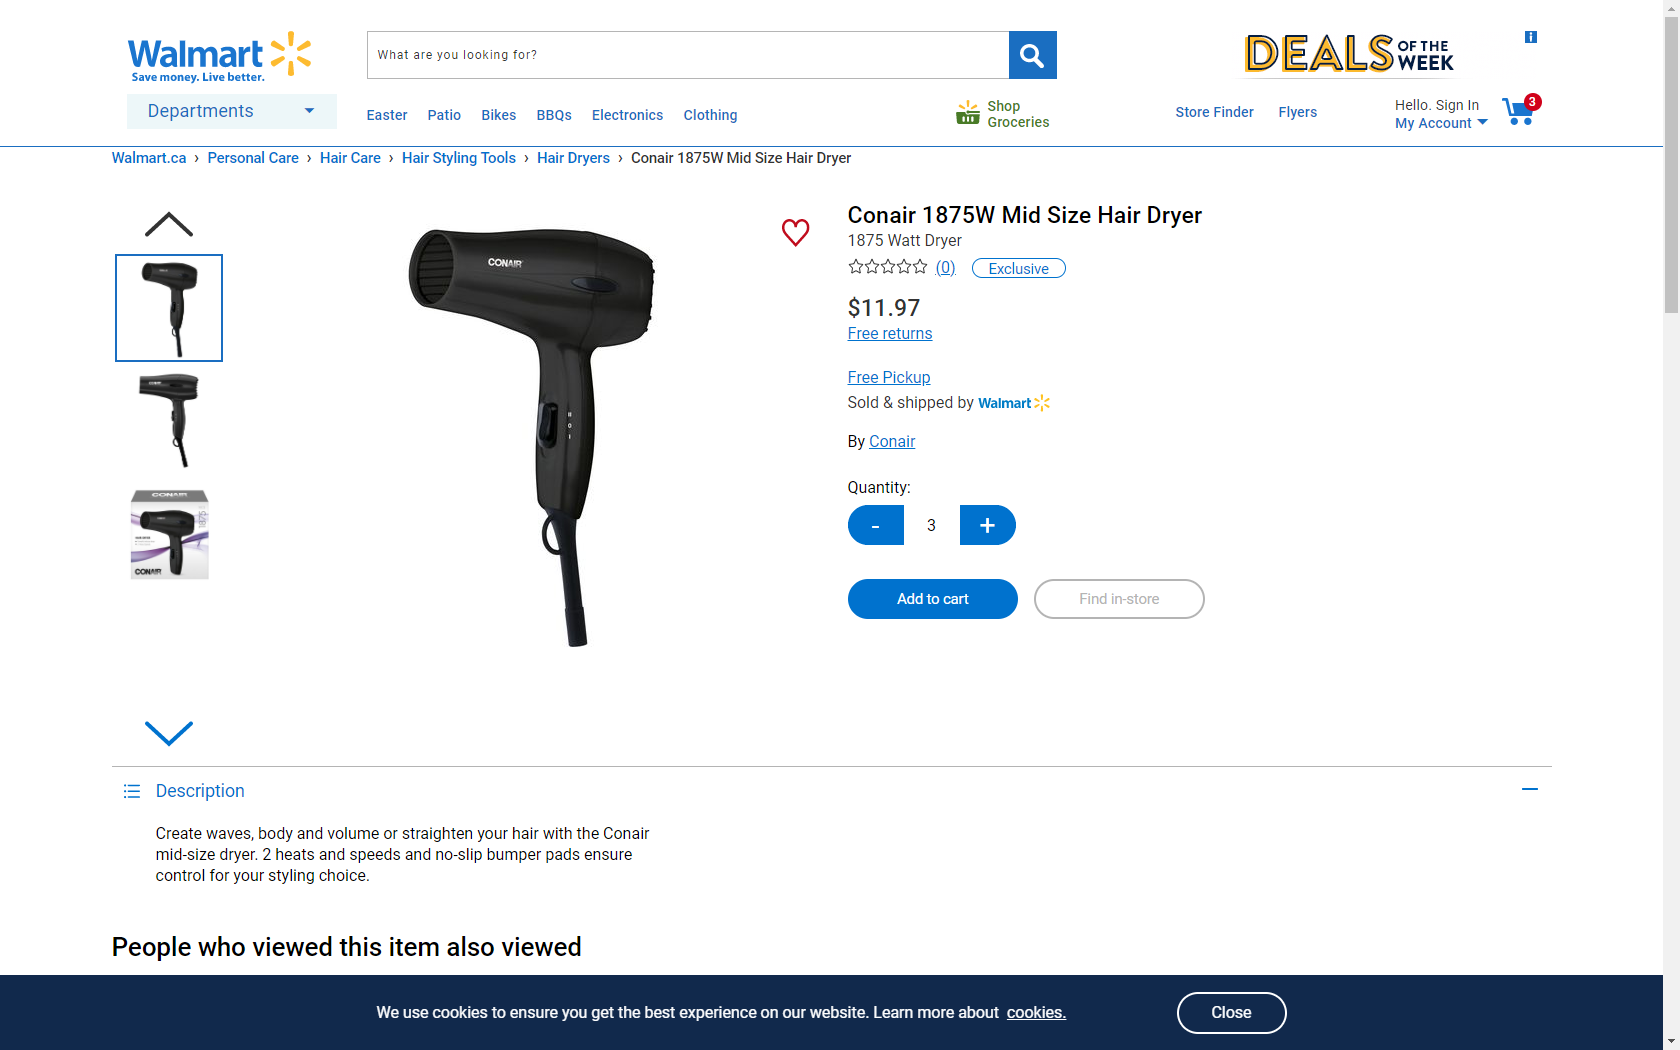 Walmart
Save money. Live better.
What are you looking for?
DEALS OF THE WEEK
Departments
Easter
Patio
Bikes
BBQs
Electronics
Clothing
Shop
Groceries
Store Finder
Flyers
Hello. Sign In
My Account
3
Walmart.ca › Personal Care › Hair Care › Hair Styling Tools › Hair Dryers › Conair 1875W Mid Size Hair Dryer
CONAIR
CONAIR
CONAIR
1875
CONAIR
Conair 1875W Mid Size Hair Dryer
1875 Watt Dryer
(0)
Exclusive
$11.97
Free returns
Free Pickup
Sold & shipped by Walmart
By Conair
Quantity:
- 3 +
Add to cart
Find in-store
Description
Create waves, body and volume or straighten your hair with the Conair
mid-size dryer. 2 heats and speeds and no-slip bumper pads ensure
control for your styling choice.
People who viewed this item also viewed
We use cookies to ensure you get the best experience on our website. Learn more about cookies.
Close